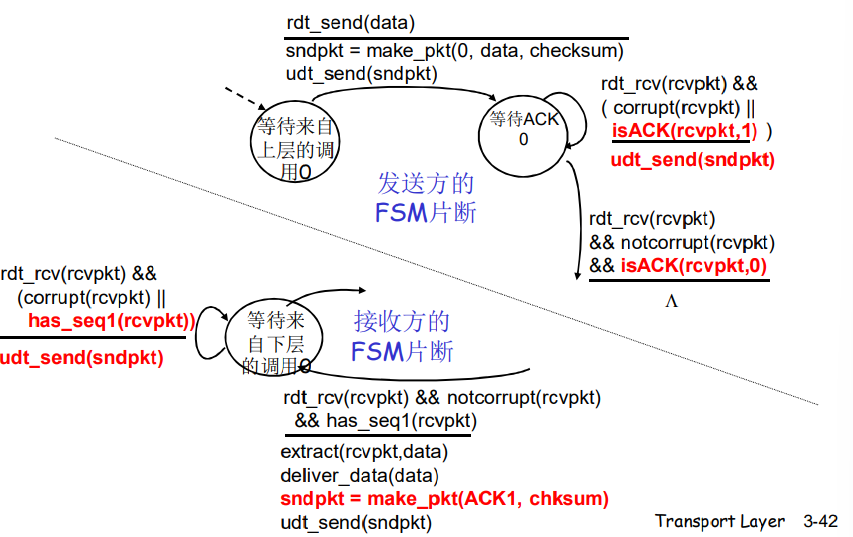 rdt_send(data)
sndpkt = make_pkt(0, data, checksum)
udt_send(sndpkt)
等待来自
上层的调
用0
等待ACK
0
rdt_rcv(rcvpkt) &&
( corrupt(rcvpkt) ||
isACK(rcvpkt,1) )
udt_send(sndpkt)
发送方的
FSM片断
rdt_rcv(rcvpkt)
&& notcorrupt(rcvpkt)
&& isACK(rcvpkt,0)
Λ
rdt_rcv(rcvpkt) &&
(corrupt(rcvpkt) ||
has_seq1(rcvpkt))
udt_send(sndpkt)
等待来
自下层
的调用0
接收方的
FSM片断
rdt_rcv(rcvpkt) && notcorrupt(rcvpkt)
&& has_seq1(rcvpkt)
extract(rcvpkt,data)
deliver_data(data)
sndpkt = make_pkt(ACK1, chksum)
udt_send(sndpkt)
Transport Layer 3-42